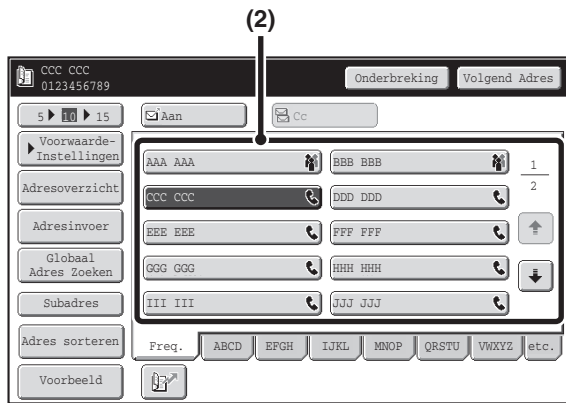 (2)
CCC CCC
0123456789
Onderbreking
Volgend Adres
5 10 15
Aan
Cc
Voorwaarde-
Instellingen
AAA AAA
BBB BBB
1
2
Adresoverzicht
CCC CCC
DDD DDD
Adresinvoer
EEE EEE
FFF FFF
Globaal
Adres Zoeken
GGG GGG
HHH HHH
Subadres
III III
JJJ JJJ
Adres sorteren
Freq.
ABCD
EFGH
IJKL
MNOP
QRSTU
VWXYZ
etc.
Voorbeeld